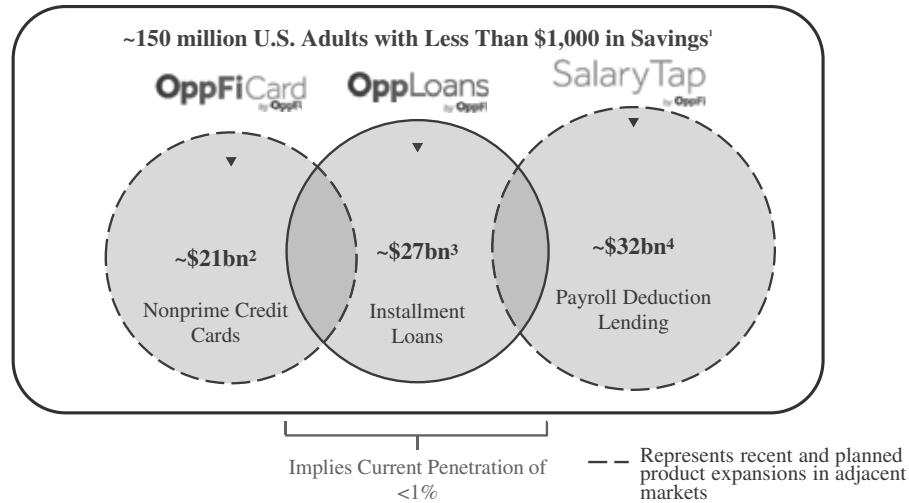 ~150 million U.S. Adults with Less Than $1,000 in Savings¹
OppFiCard
by OppFi
OppLoans
by OppFi
SalaryTap
by OppFi
~$21bn²
Nonprime Credit
Cards
~$27bn³
Installment
Loans
~$32bn⁴
Payroll Deduction
Lending
Implies Current Penetration of
<1%
Represents recent and planned
product expansions in adjacent
markets